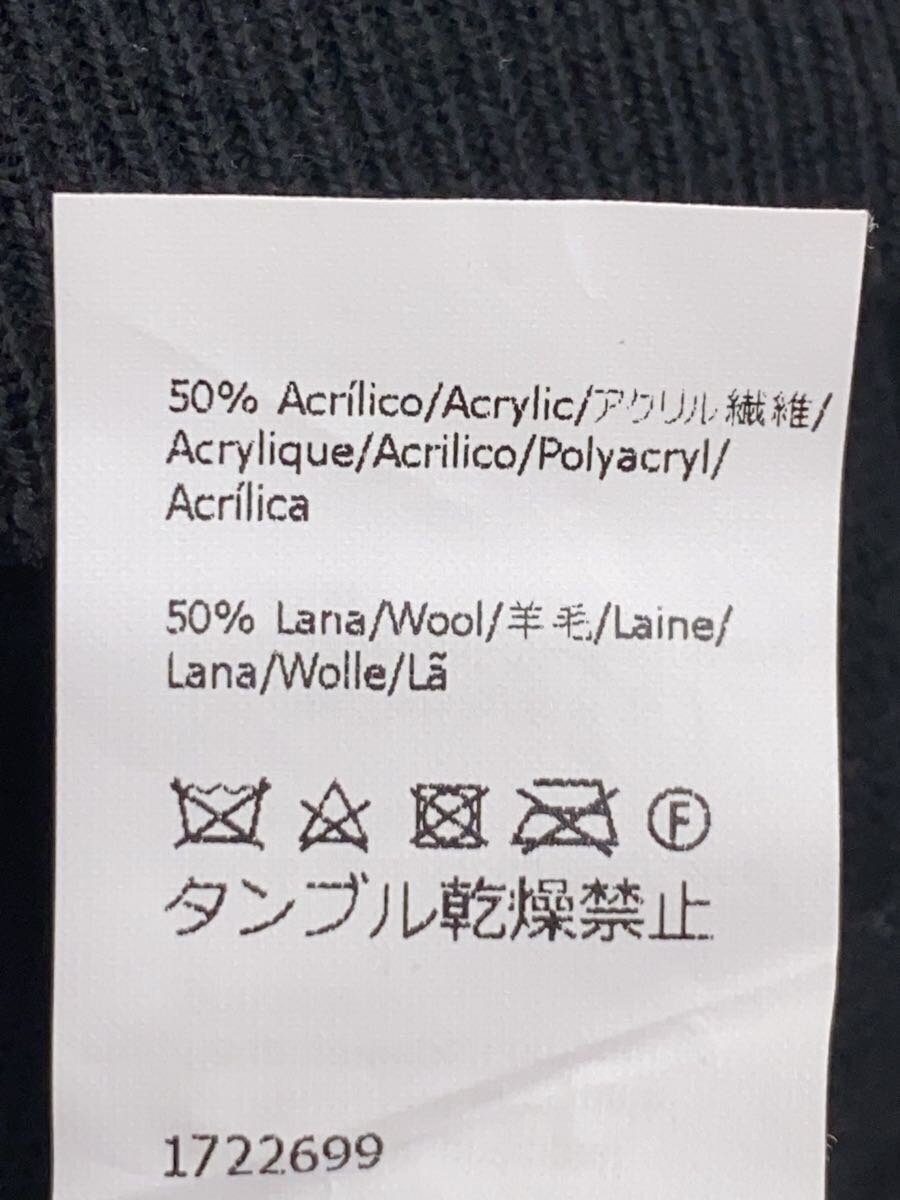 50% Acrílico/Acrylic/アクリル繊維/
Acrylique/Acrilico/Polyacryl/
Acrílica
50% Lana/Wool/羊毛/Laine/
Lana/Wolle/Lã
F
タンブル乾燥禁止
1722699